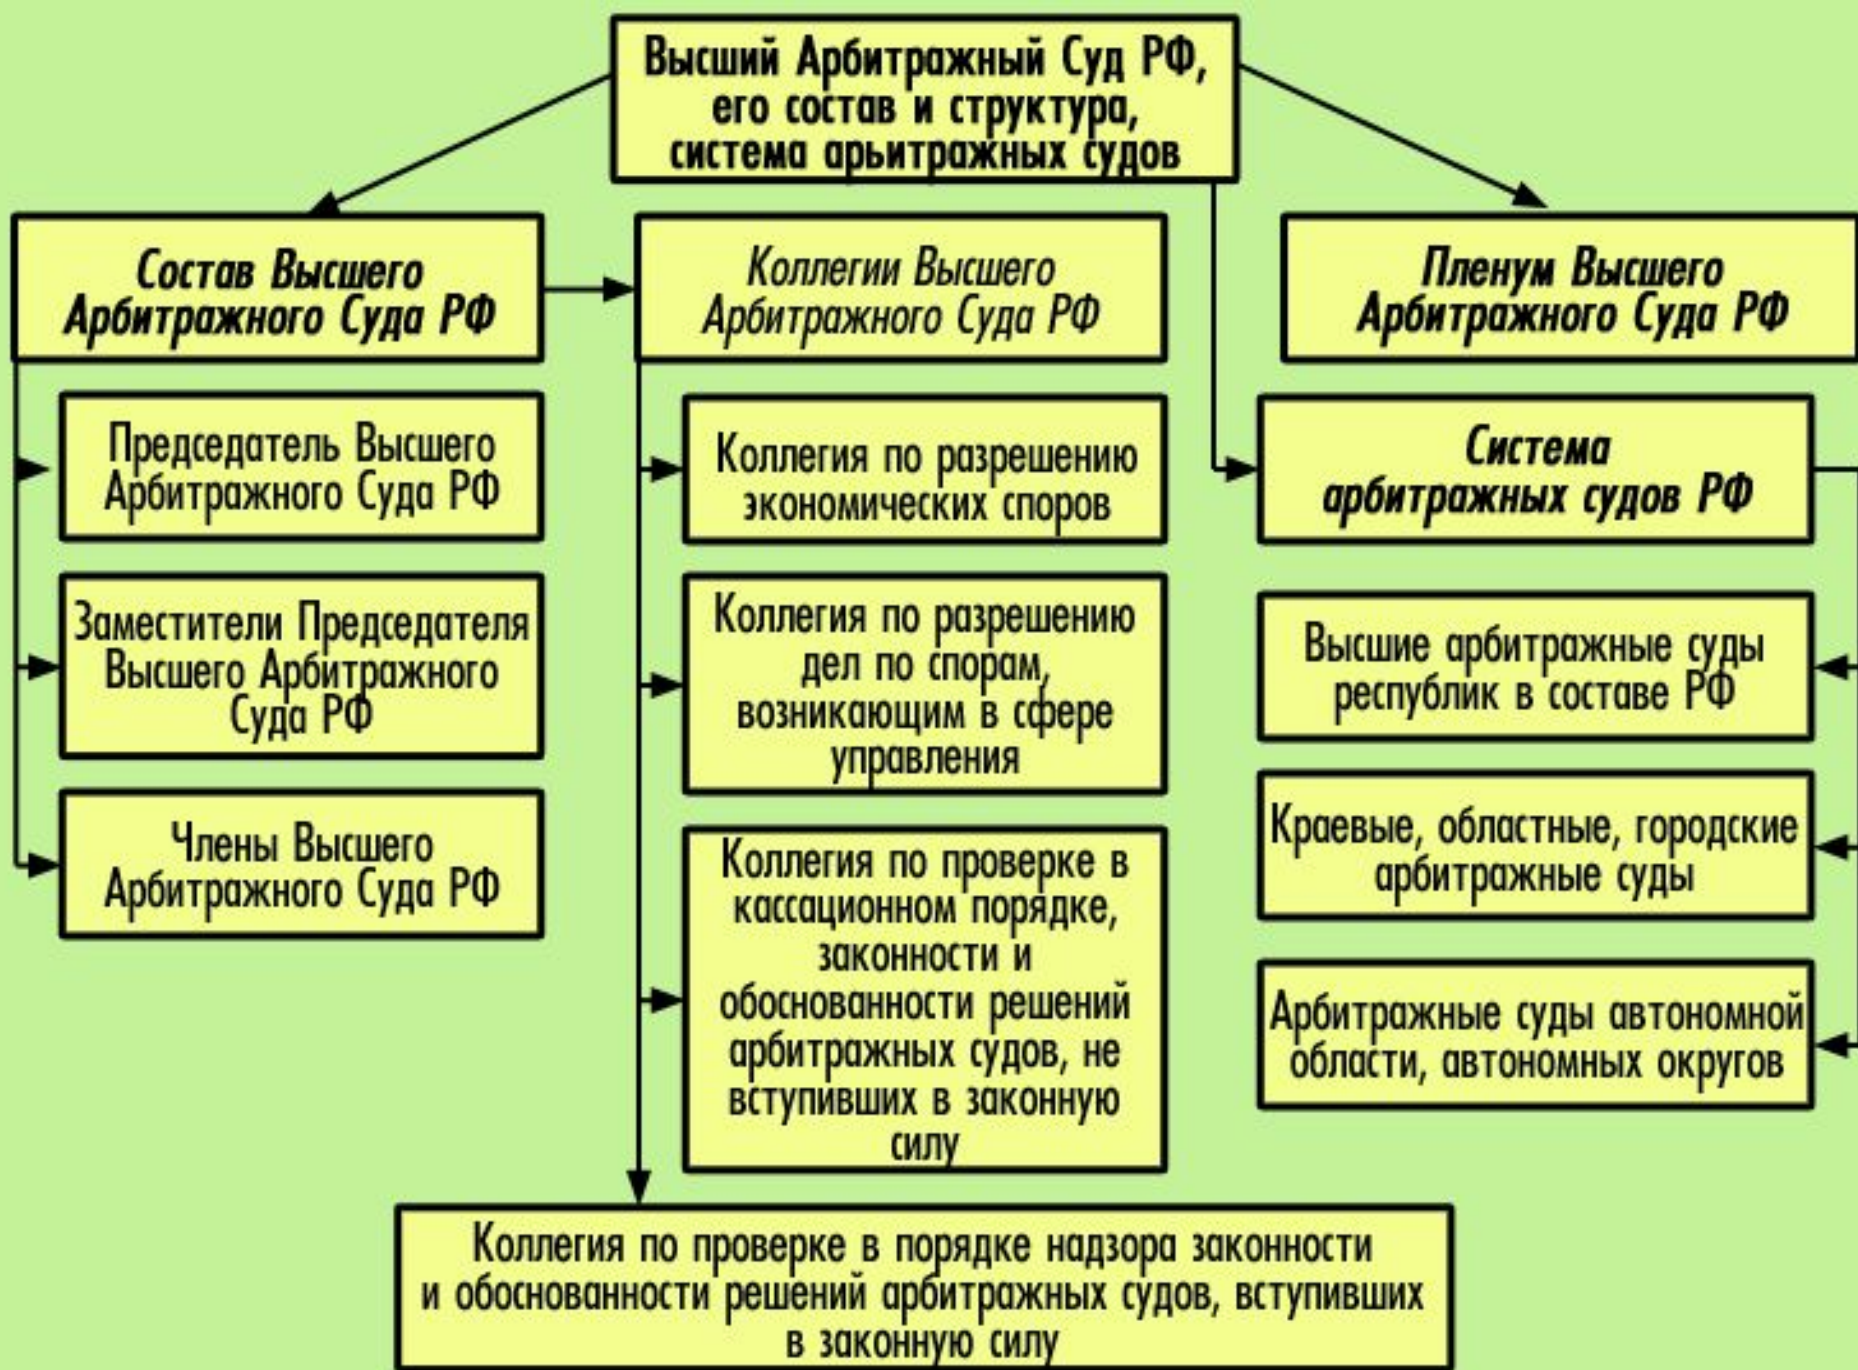 Высший Арбитражный Суд РФ,
его состав и структура,
система арьитражных судов
Состав Высшего
Арбитражного Суда РФ
Председатель Высшего
Арбитражного Суда РФ
Заместители Председателя
Высшего Арбитражного
Суда РФ
Члены Высшего
Арбитражного Суда РФ
Коллегии Высшего
Арбитражного Суда РФ
Коллегия по разрешению
экономических споров
Коллегия по разрешению
дел по спорам,
возникающим в сфере
управления
Коллегия по проверке в
кассационном порядке,
законности и
обоснованности решений
арбитражных судов, не
вступивших в законную
силу
Коллегия по проверке в порядке надзора законности
и обоснованности решений арбитражных судов, вступивших
в законную силу
Пленум Высшего
Арбитражного Суда РФ
Система
арбитражных судов РФ
Высшие арбитражные суды
республик в составе РФ
Краевые, областные, городские
арбитражные суды
Арбитражные суды автономной
области, автономных округов